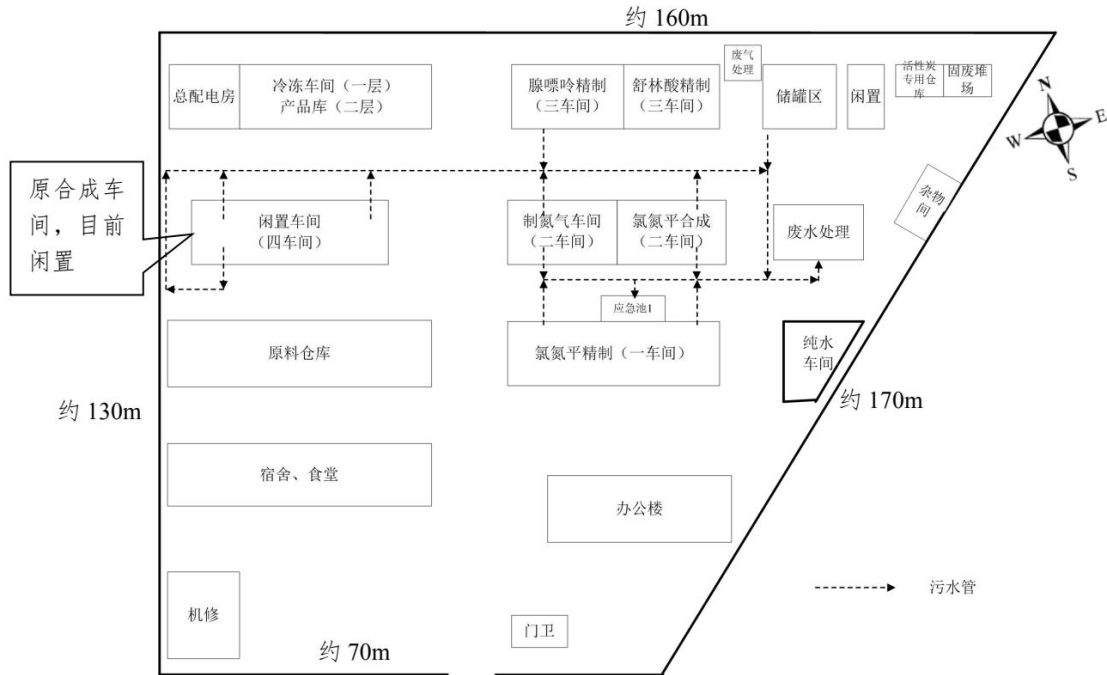 约 160m
总配电房
冷冻车间（一层）
产品库（二层）
腺嘌呤精制
（三车间）
舒林酸精制
（三车间）
废气
处理
储罐区
闲置
活性炭
专用仓
库
固废堆
场
N
W
E
S
原合成车
间，目前
闲置
闲置车间
（四车间）
制氮气车间
（二车间）
氯氮平合成
（二车间）
废水处理
杂物
间
应急池1
原料仓库
氯氮平精制（一车间）
纯水
车间
约 130m
约 170m
宿舍、食堂
办公楼
机修
门卫
污水管
约 70m